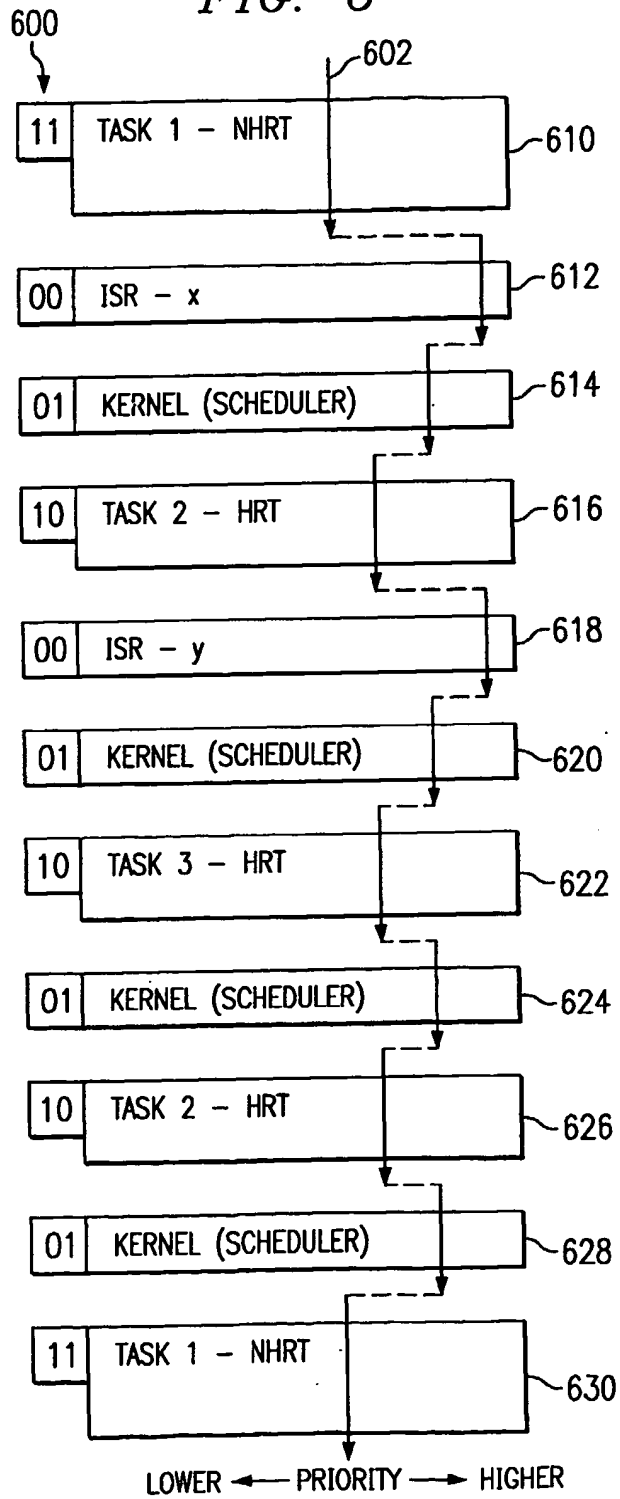 FIG. 6
600
602
11 TASK 1 - NHRT
610
00 ISR - x
612
01 KERNEL (SCHEDULER)
614
10 TASK 2 - HRT
616
00 ISR - y
618
01 KERNEL (SCHEDULER)
620
10 TASK 3 - HRT
622
01 KERNEL (SCHEDULER)
624
10 TASK 2 - HRT
626
01 KERNEL (SCHEDULER)
628
11 TASK 1 - NHRT
630
LOWER PRIORITY HIGHER